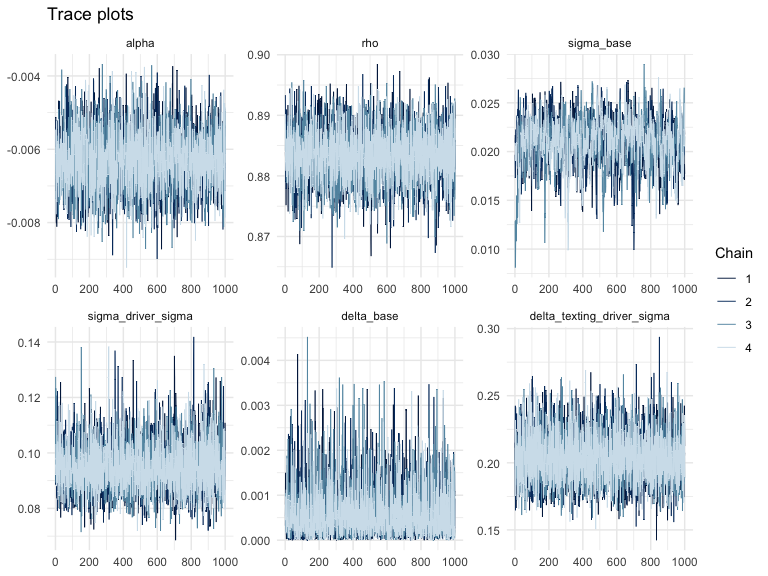 Trace plots
alpha
rho
sigma_base
-0.004
-0.006
-0.008
0.90
0.89
0.88
0.87
0.030
0.025
0.020
0.015
0.010
0 200 400 600 800 1000
0 200 400 600 800 1000
0 200 400 600 800 1000
sigma_driver_sigma
delta_base
delta_texting_driver_sigma
0.14
0.12
0.10
0.08
0.004
0.003
0.002
0.001
0.000
0.30
0.25
0.20
0.15
0 200 400 600 800 1000
0 200 400 600 800 1000
0 200 400 600 800 1000
Chain
1
2
3
4